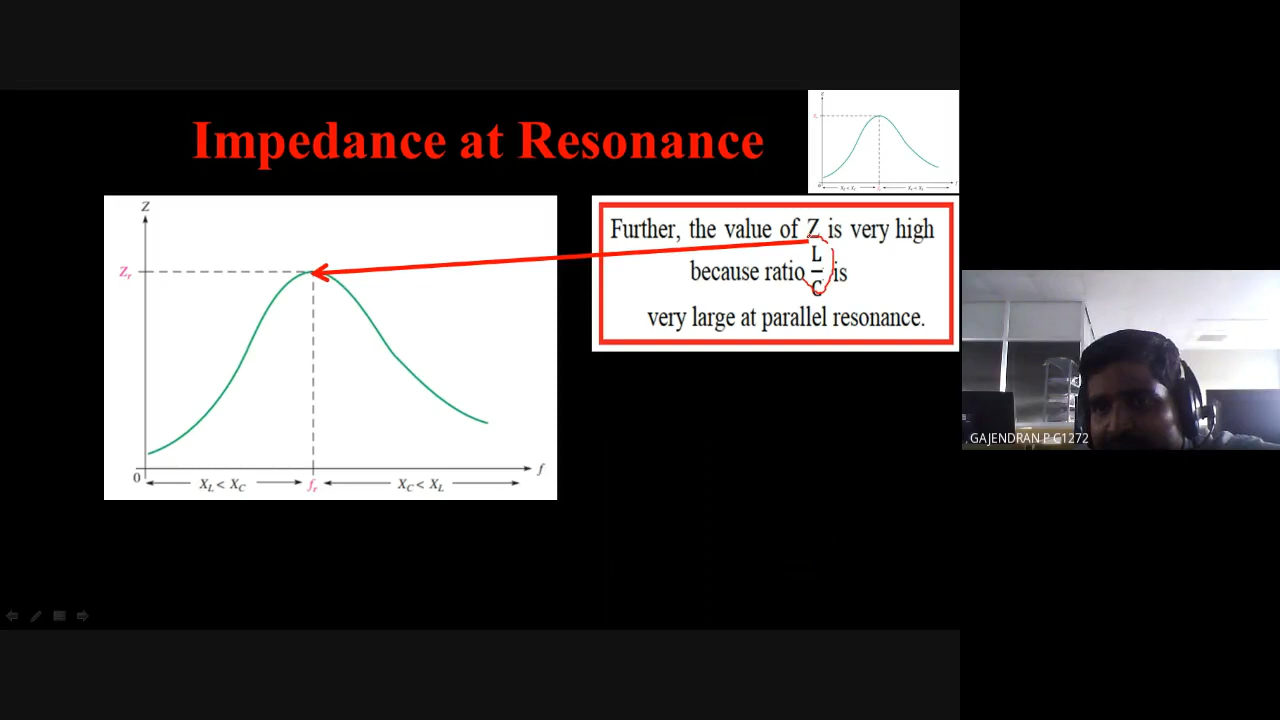 Impedance at Resonance
Z
Zr
0
XL < XC
fr
XC < XL
f
Further, the value of Z is very high
because ratio L/C is
very large at parallel resonance.
GAJENDRAN P C1272